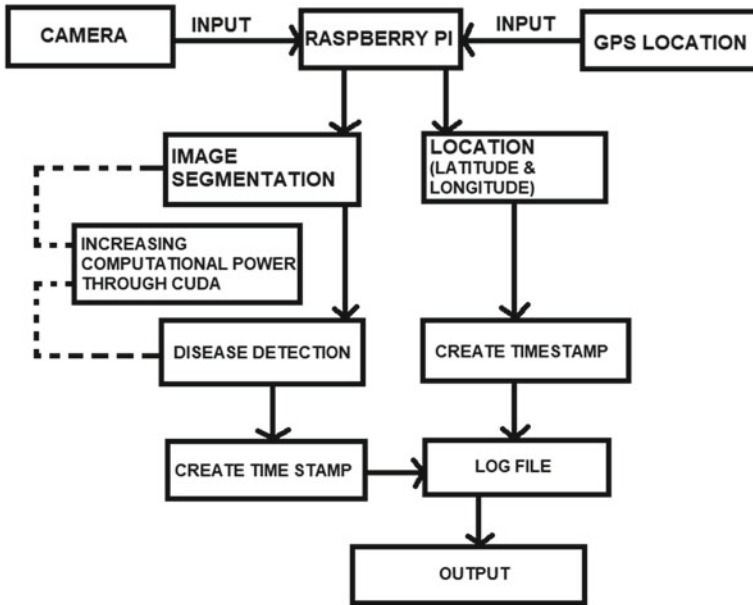 CAMERA
INPUT
RASPBERRY PI
INPUT
GPS LOCATION
IMAGE
SEGMENTATION
LOCATION
(LATITUDE &
LONGITUDE)
INCREASING
COMPUTATIONAL POWER
THROUGH CUDA
DISEASE DETECTION
CREATE TIMESTAMP
CREATE TIME STAMP
LOG FILE
OUTPUT